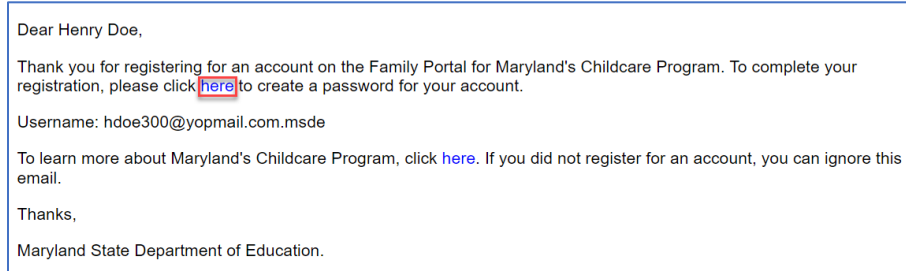 Dear Henry Doe,
Thank you for registering for an account on the Family Portal for Maryland's Childcare Program. To complete your
registration, please click here to create a password for your account.
Username: hdoe300@yopmail.com.msde
To learn more about Maryland's Childcare Program, click here. If you did not register for an account, you can ignore this
email.
Thanks,
Maryland State Department of Education.